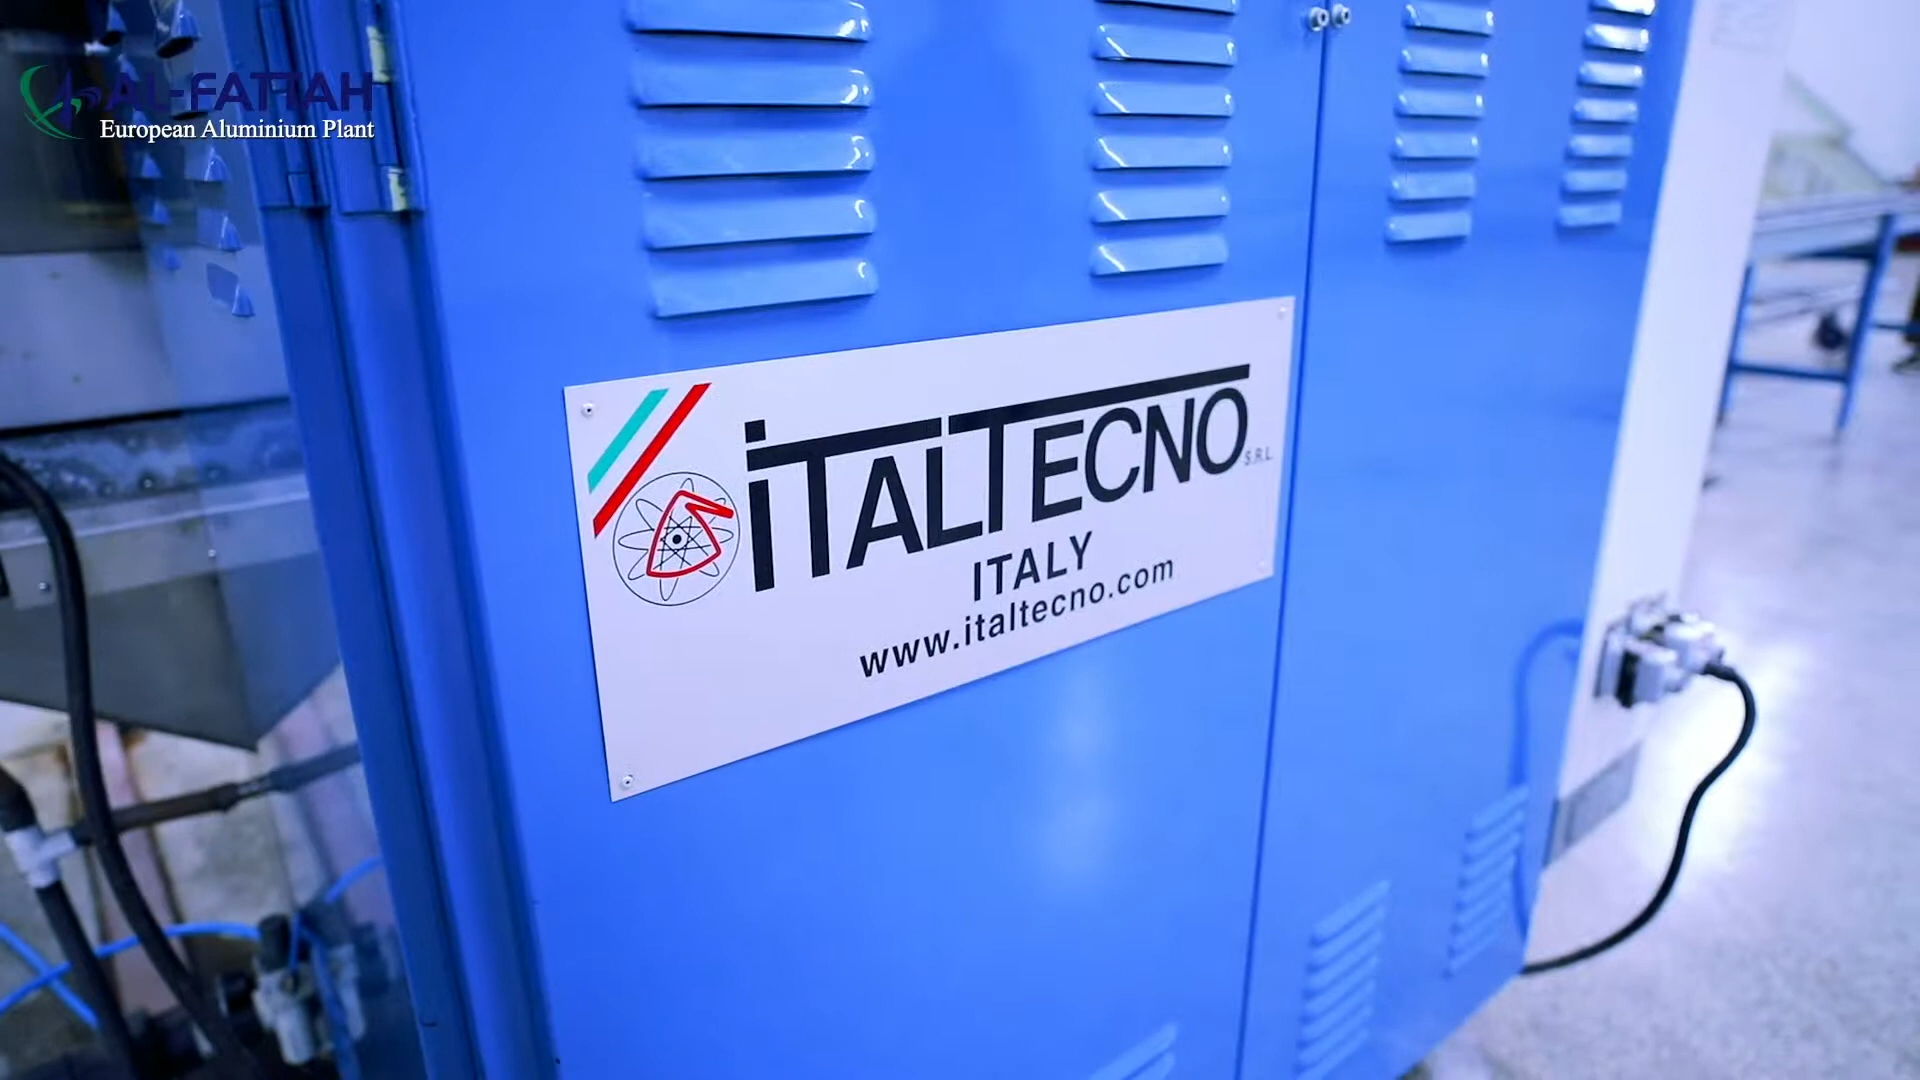 AL-FATTAH
European Aluminium Plant
iTALTECNO S.R.L.
ITALY
www.italtecno.com